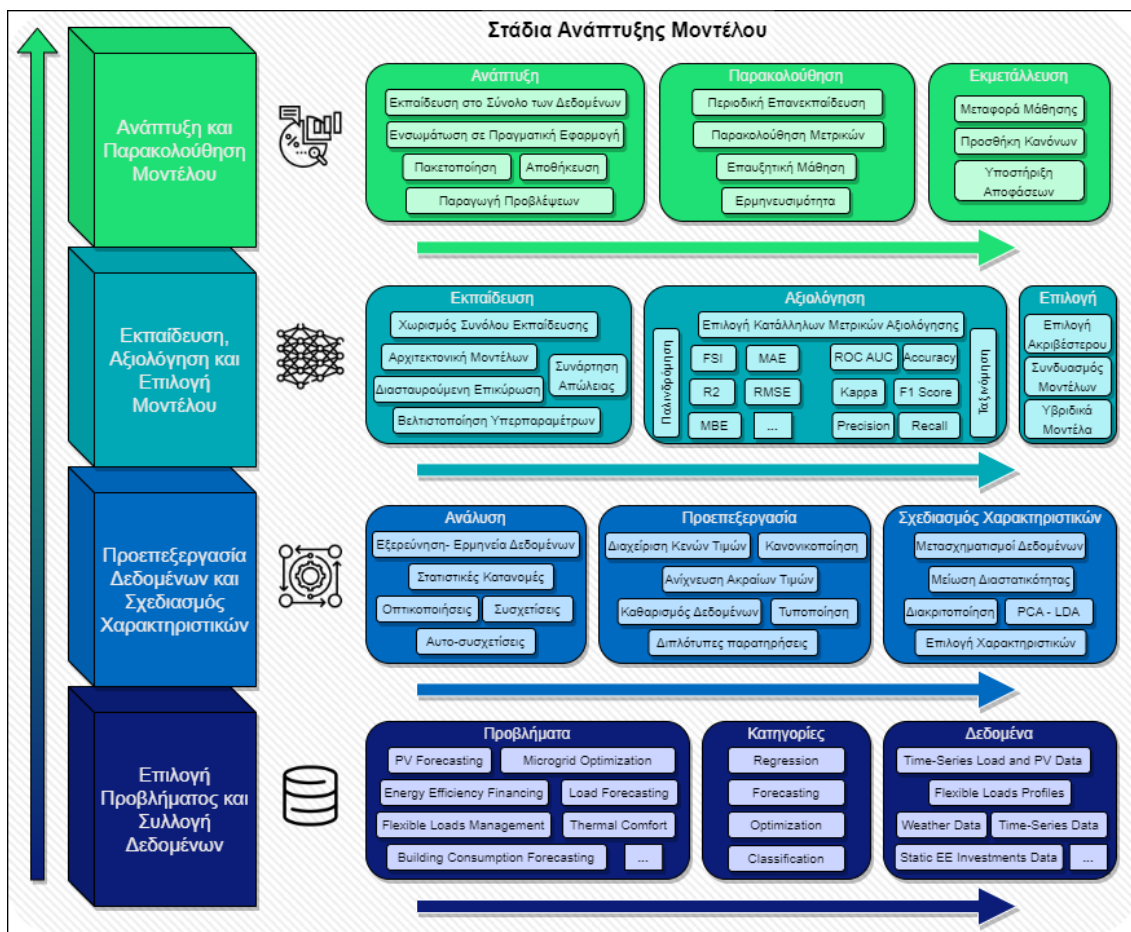 Στάδια Ανάπτυξης Μοντέλου
Ανάπτυξη και
Παρακολούθηση
Μοντέλου
Ανάπτυξη
Εκπαίδευση στο Σύνολο των Δεδομένων
Ενσωμάτωση σε Πραγματική Εφαρμογή
Πακετοποίηση
Αποθήκευση
Παραγωγή Προβλέψεων
Παρακολούθηση
Περιοδική Επανεκπαίδευση
Παρακολούθηση Μετρικών
Επαυξητική Μάθηση
Ερμηνευσιμότητα
Εκμετάλλευση
Μεταφορά Μάθησης
Προσθήκη Κανόνων
Υποστήριξη
Αποφάσεων
Εκπαίδευση,
Αξιολόγηση και
Επιλογή
Μοντέλου
Εκπαίδευση
Χωρισμός Συνόλου Εκπαίδευσης
Αρχιτεκτονική Μοντέλων
Συνάρτηση
Απώλειας
Διασταυρούμενη Επικύρωση
Βελτιστοποίηση Υπερπαραμέτρων
Αξιολόγηση
Επιλογή Κατάλληλων Μετρικών Αξιολόγησης
Παλινδρόμηση
FSI
MAE
R2
RMSE
MBE
...
ROC AUC
Accuracy
Kappa
F1 Score
Precision
Recall
Ταξινόμηση
Επιλογή
Επιλογή
Ακριβέστερου
Συνδυασμός
Μοντέλων
Υβριδικά
Μοντέλα
Προεπεξεργασία
Δεδομένων και
Σχεδιασμός
Χαρακτηριστικών
Ανάλυση
Εξερεύνηση- Ερμηνεία Δεδομένων
Στατιστικές Κατανομές
Οπτικοποιήσεις
Συσχετίσεις
Αυτο-συσχετίσεις
Προεπεξεργασία
Διαχείριση Κενών Τιμών
Κανονικοποίηση
Ανίχνευση Ακραίων Τιμών
Καθαρισμός Δεδομένων
Τυποποίηση
Διπλότυπες παρατηρήσεις
Σχεδιασμός Χαρακτηριστικών
Μετασχηματισμοί Δεδομένων
Μείωση Διαστατικότητας
Διακριτοποίηση
PCA - LDA
Επιλογή Χαρακτηριστικών
Επιλογή
Προβλήματος και
Συλλογή
Δεδομένων
Προβλήματα
PV Forecasting
Microgrid Optimization
Energy Efficiency Financing
Load Forecasting
Flexible Loads Management
Thermal Comfort
Building Consumption Forecasting
...
Κατηγορίες
Regression
Forecasting
Optimization
Classification
Δεδομένα
Time-Series Load and PV Data
Flexible Loads Profiles
Weather Data
Time-Series Data
Static EE Investments Data
...